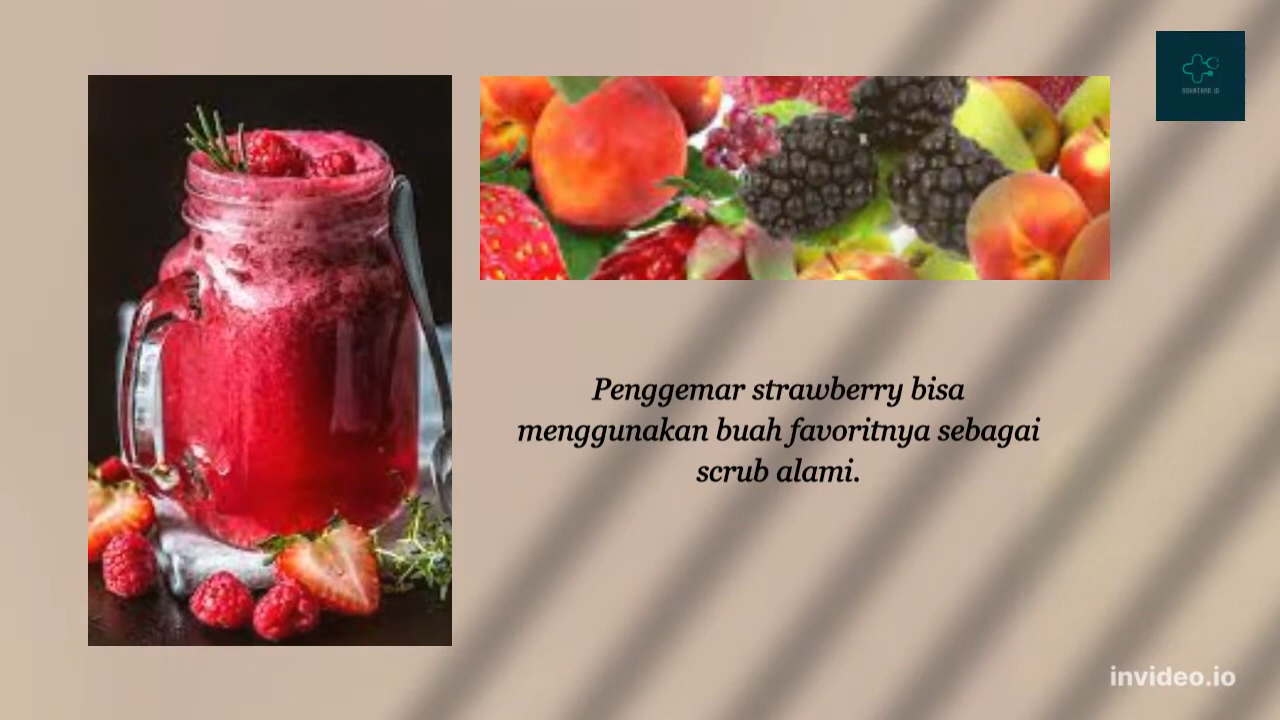 Penggemar strawberry bisa
menggunakan buah favoritnya sebagai
scrub alami.
invideo.io